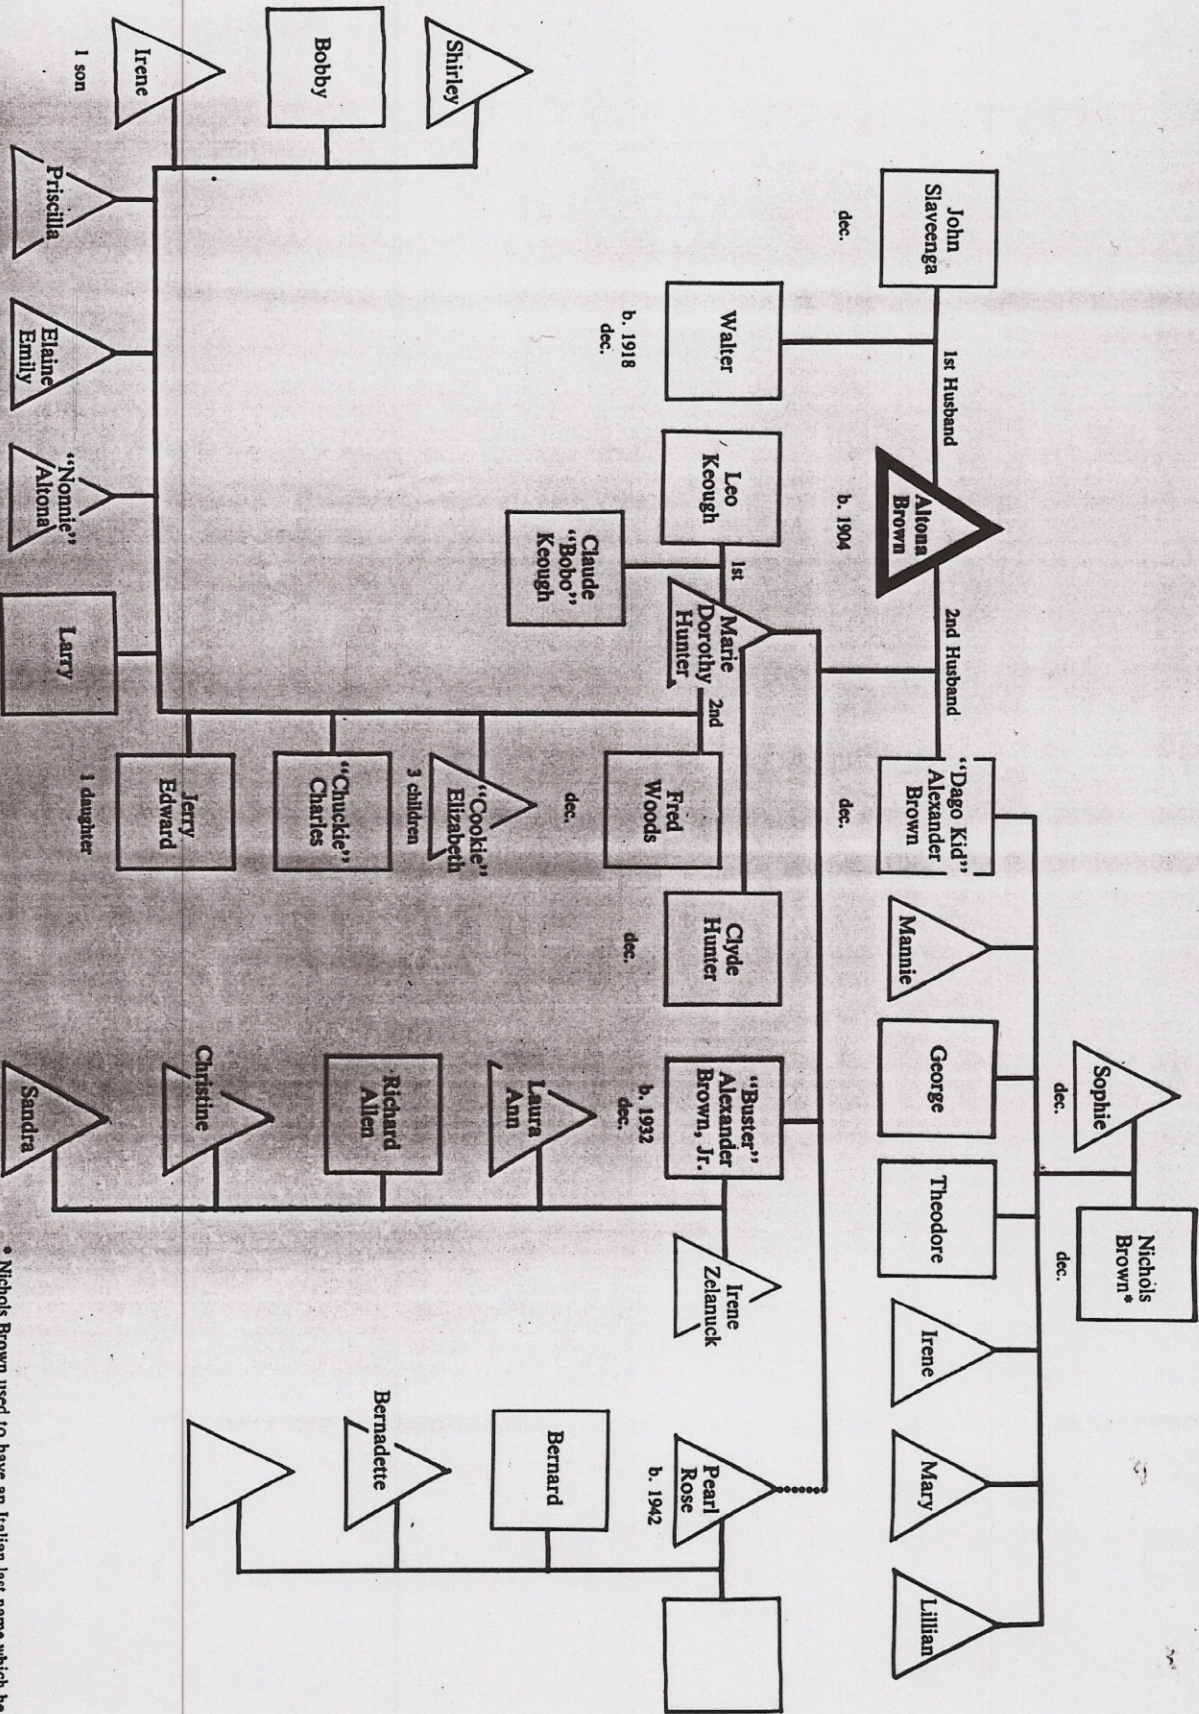 Sophie
dec.
Nichols
Brown*
dec.
John
Slaveenga
dec.
1st Husband
Altona
Brown
b. 1904
2nd Husband
"Dago Kid"
Alexander
Brown
dec.
Mannie
George
Theodore
Irene
Mary
Lillian
Walter
b. 1918
dec.
Leo
Keough
1st
Marie
Dorothy
Hunter
2nd
Fred
Woods
dec.
Clyde
Hunter
dec.
"Buster"
Alexander
Brown, Jr.
b. 1932
dec.
Irene
Zelanuck
Pearl
Rose
b. 1942
Claude
"Bobo"
Keough
Shirley
Bobby
Irene
1 son
"Cookie"
Elizabeth
3 children
"Chuckie"
Charles
Jerry
Edward
1 daughter
Laura
Ann
Richard
Allen
Christine
Sandra
Bernard
Bernadette
Priscilla
Elaine
Emily
"Nonnie"
Altona
Larry
* Nichols Brown used to have an Italian last name which he